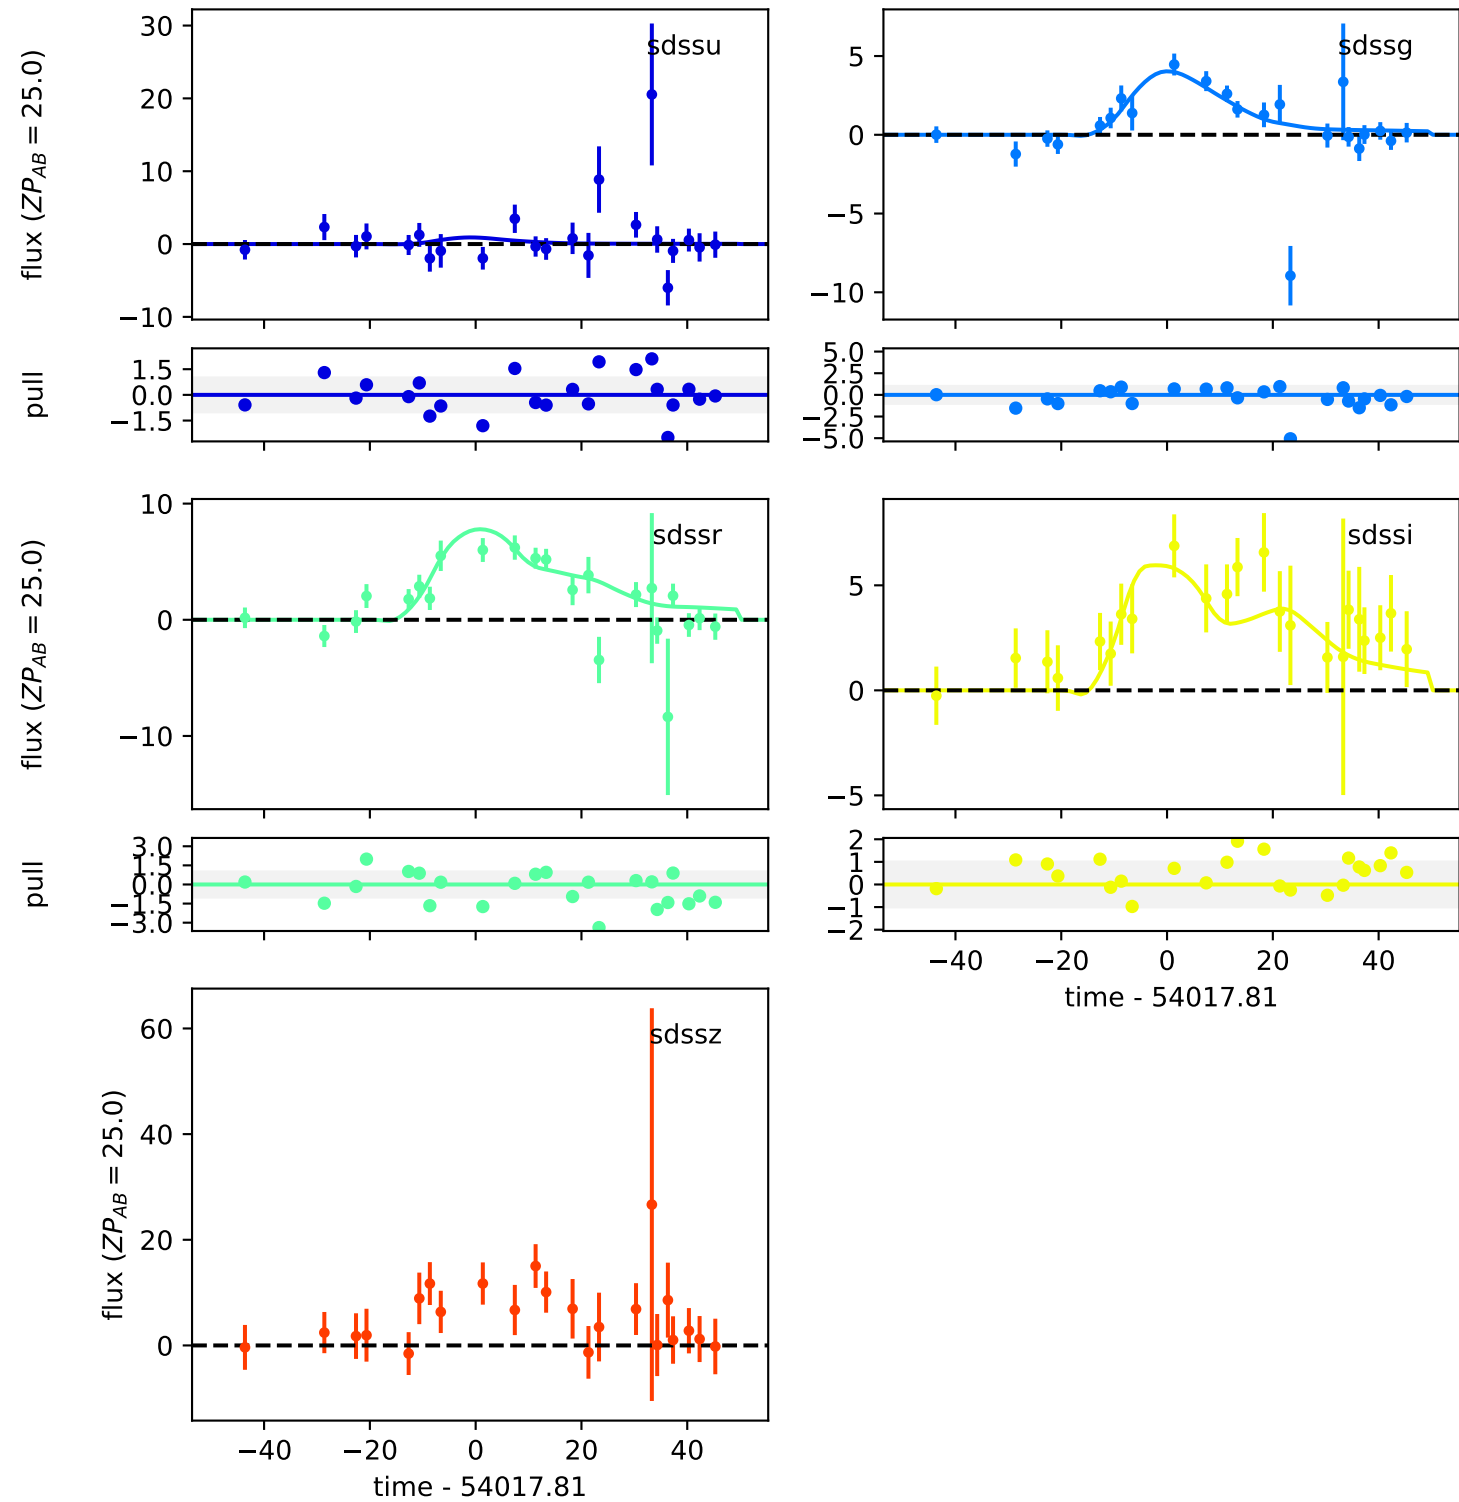 sdssu
30
20
10
0
−10
flux (ZP_AB = 25.0)
sdssg
5
0
−5
−10
1.5
0.0
−1.5
pull
5.0
2.5
0.0
−2.5
−5.0
sdssr
10
0
−10
flux (ZP_AB = 25.0)
sdssi
5
0
−5
3.0
1.5
0.0
−1.5
−3.0
pull
2
1
0
−1
−2
−40 −20 0 20 40
time - 54017.81
sdssz
60
40
20
0
flux (ZP_AB = 25.0)
−40 −20 0 20 40
time - 54017.81